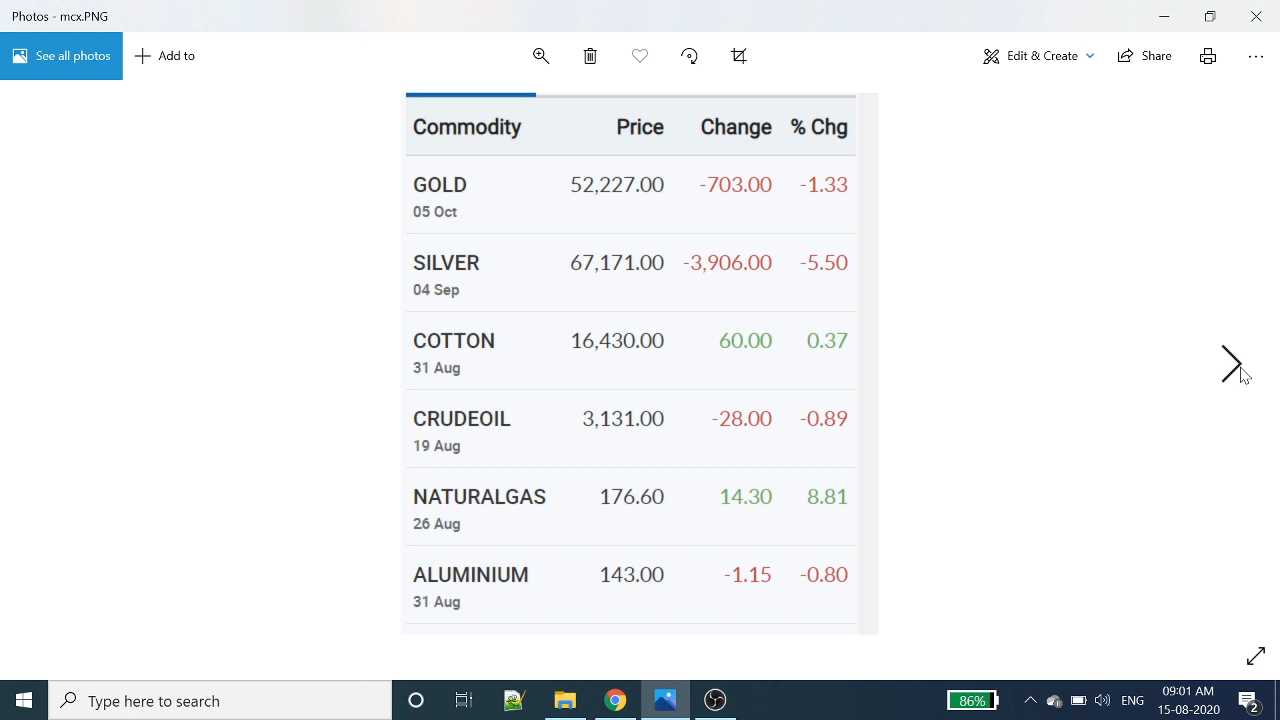 Photos - mcx.PNG
See all photos
Add to
Edit & Create
Share
Commodity Price Change % Chg
GOLD 52,227.00 -703.00 -1.33
05 Oct
SILVER 67,171.00 -3,906.00 -5.50
04 Sep
COTTON 16,430.00 60.00 0.37
31 Aug
CRUDEOIL 3,131.00 -28.00 -0.89
19 Aug
NATURALGAS 176.60 14.30 8.81
26 Aug
ALUMINIUM 143.00 -1.15 -0.80
31 Aug
Type here to search
86%
ENG
09:01 AM
15-08-2020
2